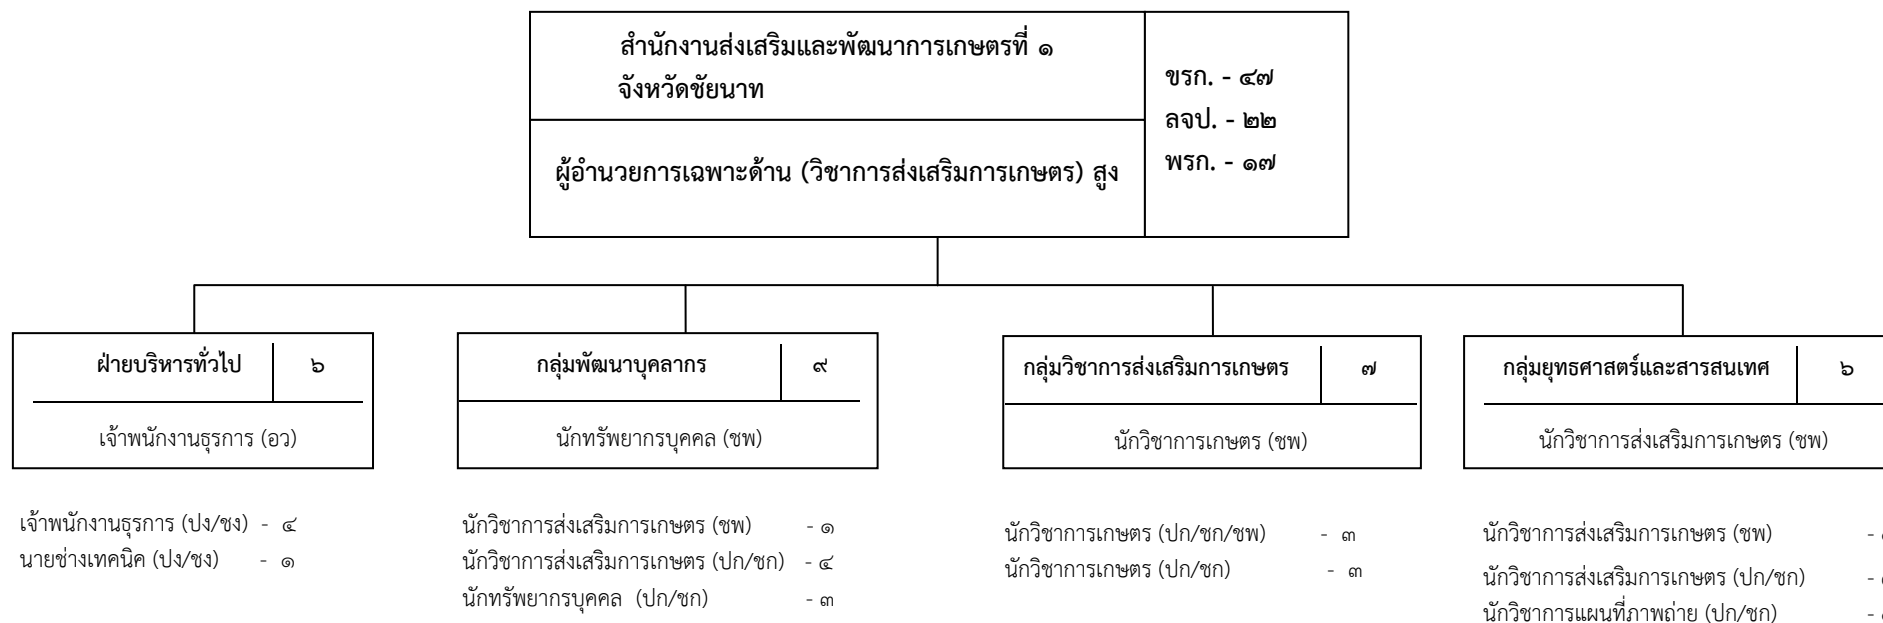 สำนักงานส่งเสริมและพัฒนาการเกษตรที่ ๑
จังหวัดชัยนาท
ผู้อำนวยการเฉพาะด้าน (วิชาการส่งเสริมการเกษตร) สูง
ขรก. - ๔๗
ลจป. - ๒๒
พรก. - ๑๗
ฝ่ายบริหารทั่วไป ๖
เจ้าพนักงานธุรการ (อว)
เจ้าพนักงานธุรการ (ปง/ชง) - ๔
นายช่างเทคนิค (ปง/ชง) - ๑
กลุ่มพัฒนาบุคลากร ๙
นักทรัพยากรบุคคล (ชพ)
นักวิชาการส่งเสริมการเกษตร (ชพ) - ๑
นักวิชาการส่งเสริมการเกษตร (ปก/ชก) - ๔
นักทรัพยากรบุคคล (ปก/ชก) - ๓
กลุ่มวิชาการส่งเสริมการเกษตร ๗
นักวิชาการเกษตร (ชพ)
นักวิชาการเกษตร (ปก/ชก/ชพ) - ๓
นักวิชาการเกษตร (ปก/ชก) - ๓
กลุ่มยุทธศาสตร์และสารสนเทศ ๖
นักวิชาการส่งเสริมการเกษตร (ชพ)
นักวิชาการส่งเสริมการเกษตร (ชพ) -
นักวิชาการส่งเสริมการเกษตร (ปก/ชก) -
นักวิชาการแผนที่ภาพถ่าย (ปก/ชก) -